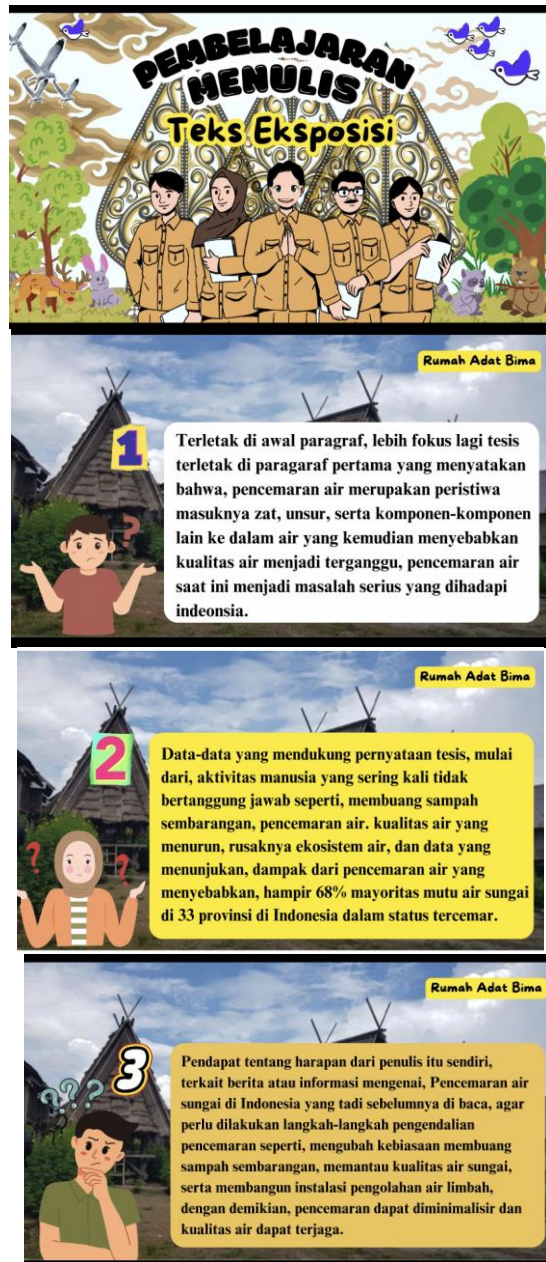 PEMBELAJARAN
MENULIS
Teks Eksposisi
Rumah Adat Bima
1
Terletak di awal paragraf, lebih fokus lagi tesis
terletak di paragaraf pertama yang menyatakan
bahwa, pencemaran air merupakan peristiwa
masuknya zat, unsur, serta komponen-komponen
lain ke dalam air yang kemudian menyebabkan
kualitas air menjadi terganggu, pencemaran air
saat ini menjadi masalah serius yang dihadapi
indeonsia.
Rumah Adat Bima
2
Data-data yang mendukung pernyataan tesis, mulai
dari, aktivitas manusia yang sering kali tidak
bertanggung jawab seperti, membuang sampah
sembarangan, pencemaran air. kualitas air yang
menurun, rusaknya ekosistem air, dan data yang
menunjukan, dampak dari pencemaran air yang
menyebabkan, hampir 68% mayoritas mutu air sungai
di 33 provinsi di Indonesia dalam status tercemar.
Rumah Adat Bima
3
Pendapat tentang harapan dari penulis itu sendiri,
terkait berita atau informasi mengenai, Pencemaran air
sungai di Indonesia yang tadi sebelumnya di baca, agar
perlu dilakukan langkah-langkah pengendalian
pencemaran seperti, mengubah kebiasaan membuang
sampah sembarangan, memantau kualitas air sungai,
serta membangun instalasi pengolahan air limbah,
dengan demikian, pencemaran dapat diminimalisir dan
kualitas air dapat terjaga.